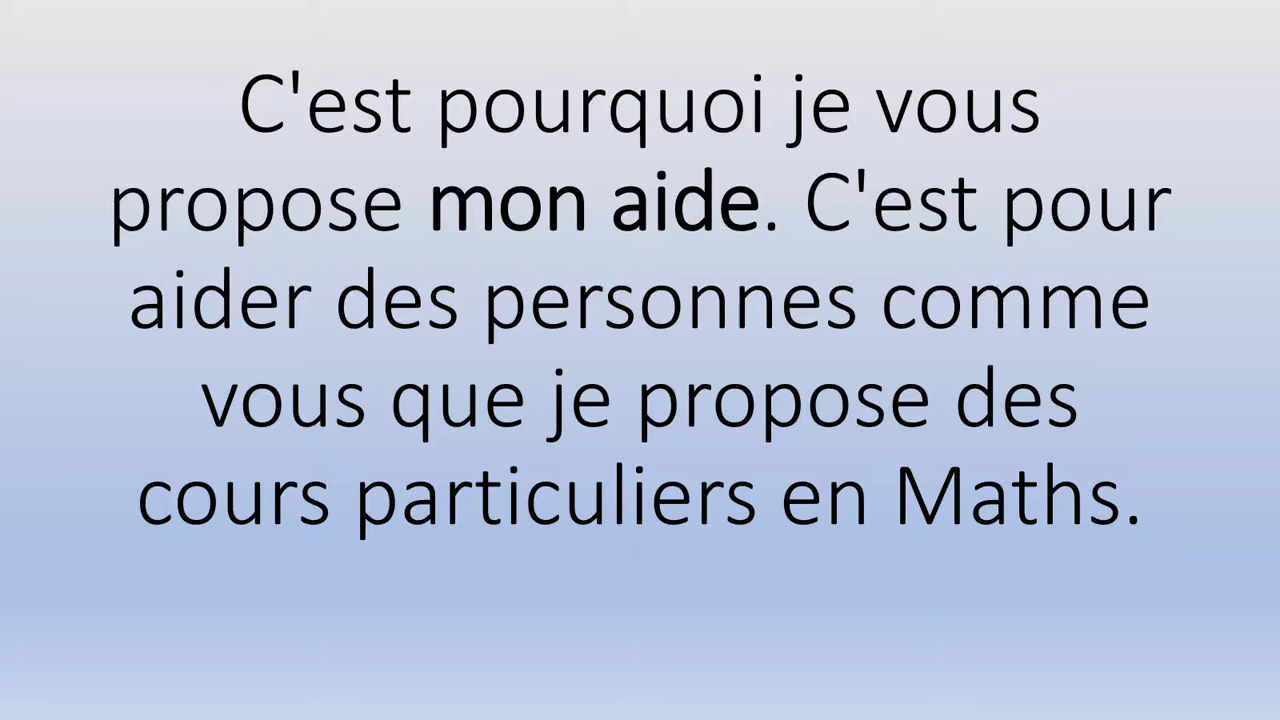 C'est pourquoi je vous
propose mon aide. C'est pour
aider des personnes comme
vous que je propose des
cours particuliers en Maths.